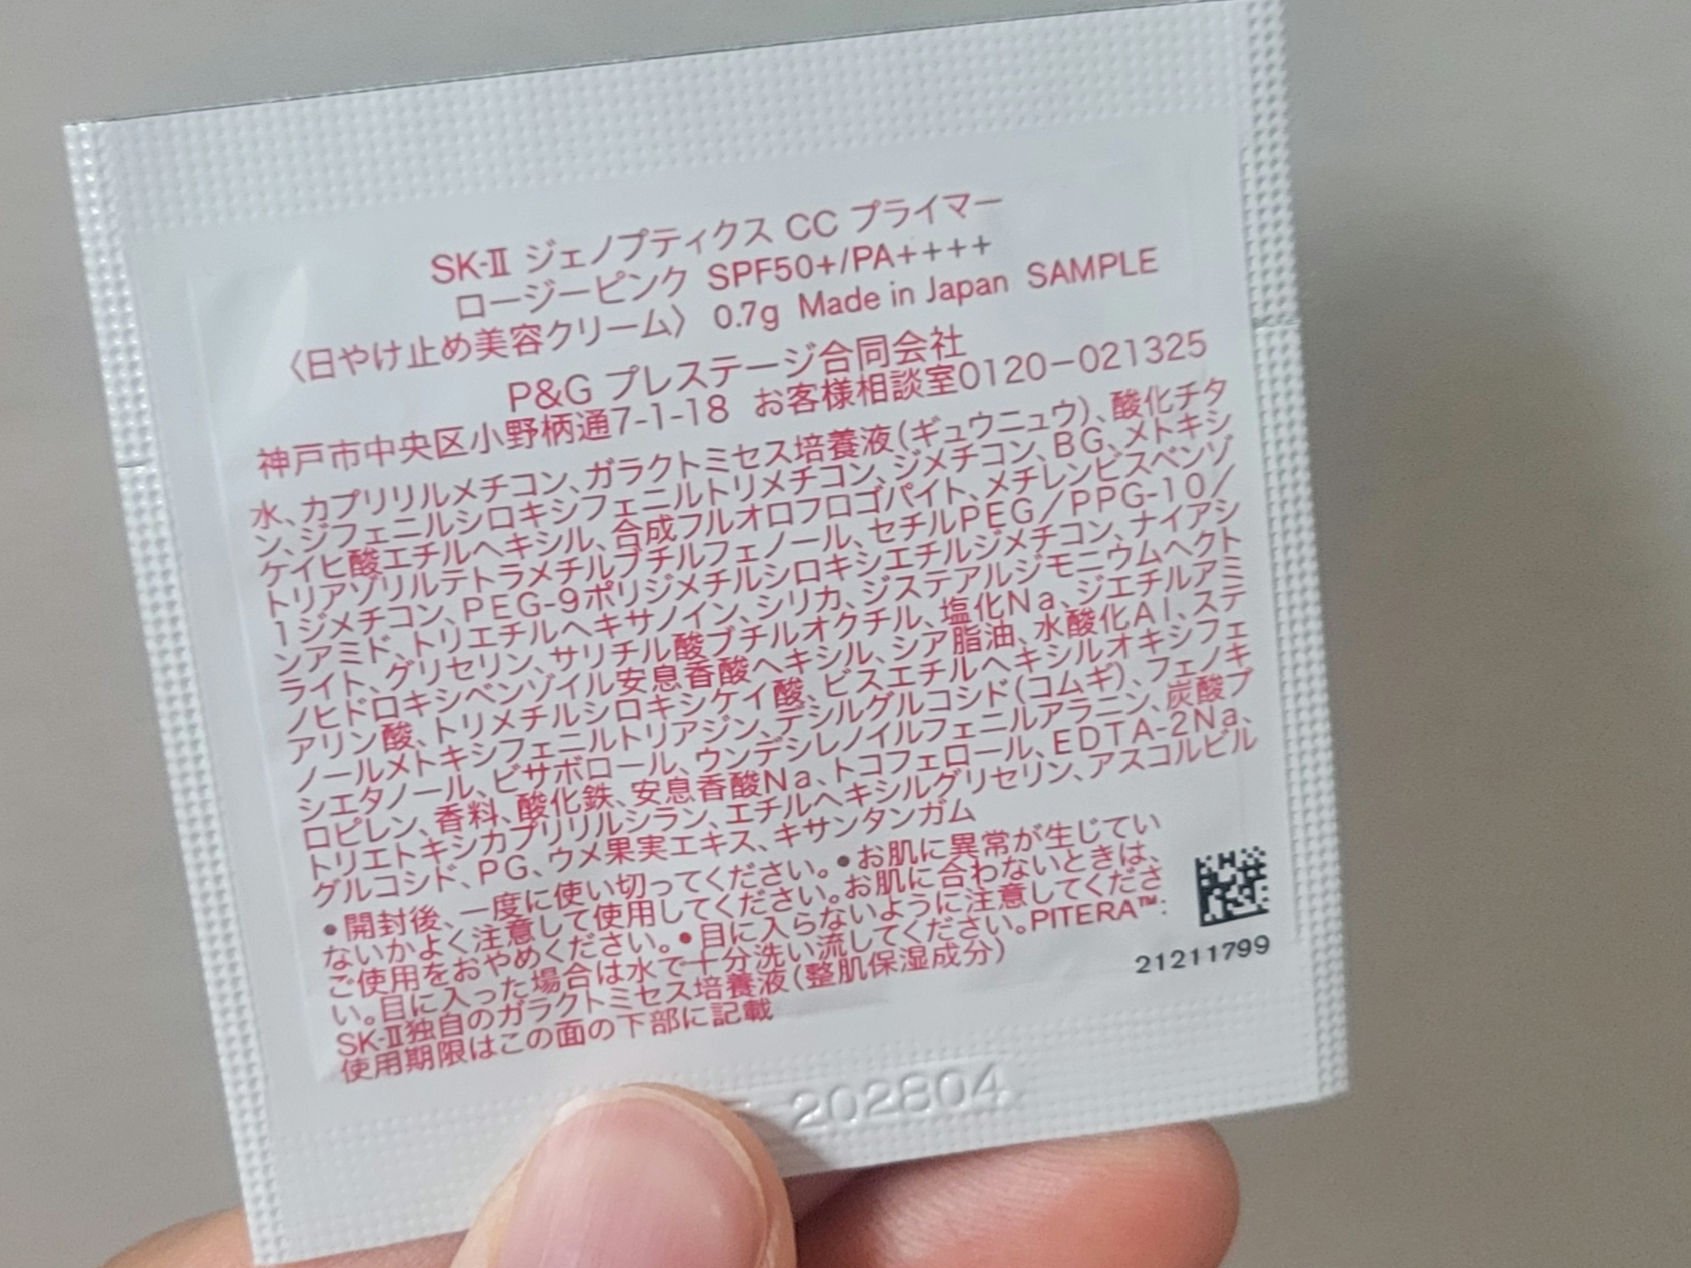 SK-Ⅱ ジェノプティクス CC プライマー
ロージーピンク SPF50+/PA++++
〈日やけ止め美容クリーム〉 0.7g Made in Japan SAMPLE
P&G プレステージ合同会社
神戸市中央区小野柄通7-1-18 お客様相談室0120−021325
水、カプリリルメチコン、ガラクトミセス培養液(ギュウニュウ)、酸化チタ
ン、ジフェニルシロキシフェニルトリメチコン、ジメチコン、BG、メトキシ
ケイヒ酸エチルヘキシル、合成フルオロフロゴパイト、メチレンビスベンゾ
トリアゾリルテトラメチルブチルフェノール、セチルPEG/PPG-10/
1ジメチコン、PEG-9ポリジメチルシロキシエチルジメチコン、ナイアシ
ンアミド、トリエチルヘキサノイン、シリカ、ジステアルジモニウムヘクト
ライト、グリセリン、サリチル酸ブチルオクチル、塩化Na、ジエチルアミ
ノヒドロキシベンゾイル安息香酸ヘキシル、シア脂油、水酸化Al、ステ
アリン酸、トリメチルシロキシケイ酸、ビスエチルヘキシルオキシフェ
ノールメトキシフェニルトリアジン、デシルグルコシド(コムギ)、フェノキ
シエタノール、ビサボロール、ウンデシレノイルフェニルアラニン、炭酸プ
ロピレン、香料、酸化鉄、安息香酸Na、トコフェロール、EDTA-2Na、
トリエトキシカプリリルシラン、エチルヘキシルグリセリン、アスコルビル
グルコシド、PG、ウメ果実エキス、キサンタンガム
●開封後、一度に使い切ってください。●お肌に異常が生じてい
ないかよく注意して使用してください。お肌に合わないときは、
ご使用をおやめください。●目に入らないように注意してくださ
い。目に入った場合は水で十分洗い流してください。PITERA™:
SK-Ⅱ独自のガラクトミセス培養液(整肌保湿成分)
使用期限はこの面の下部に記載
21211799
202804